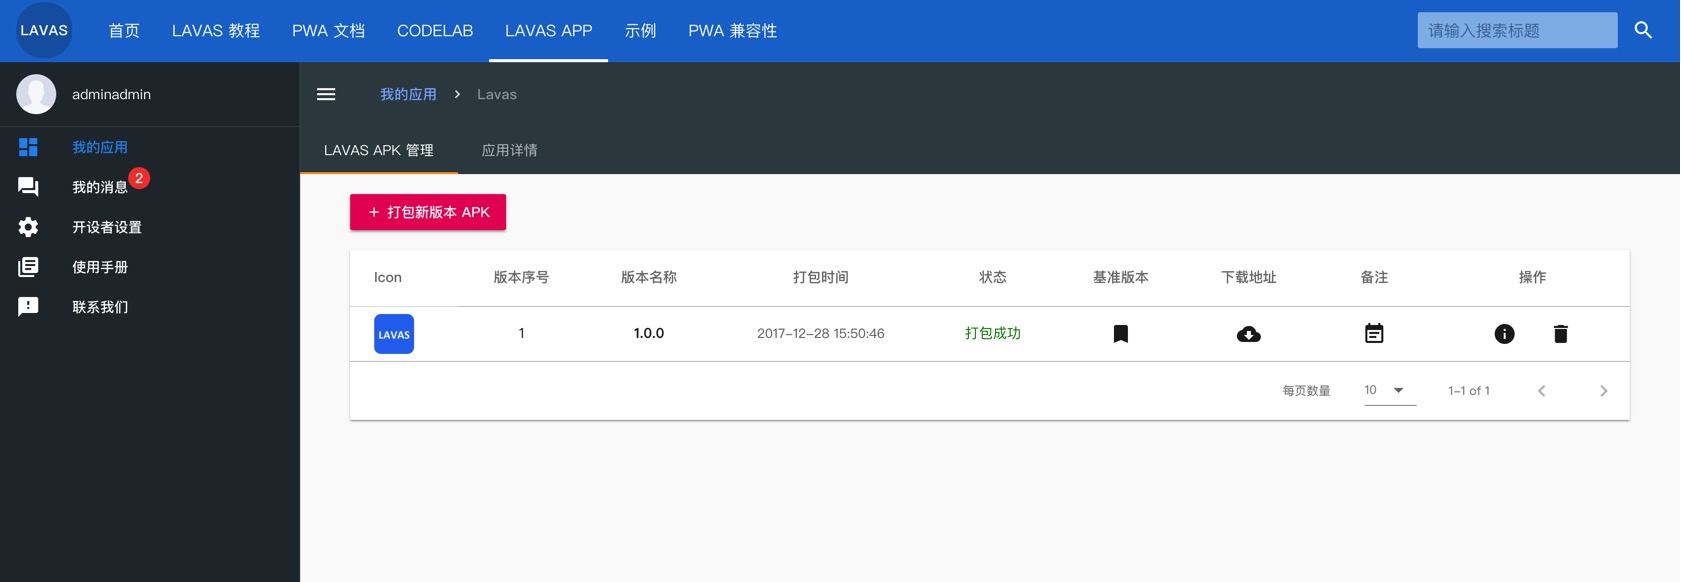 LAVAS 首页 LAVAS 教程 PWA 文档 CODELAB LAVAS APP 示例 PWA 兼容性 请输入搜索标题
adminadmin
我的应用
我的消息 2
开发者设置
使用手册
联系我们
我的应用 › Lavas
LAVAS APK 管理 应用详情
+ 打包新版本 APK
Icon 版本序号 版本名称 打包时间 状态 基准版本 下载地址 备注 操作
LAVAS 1 1.0.0 2017-12-28 15:50:46 打包成功
每页数量 10 1-1 of 1